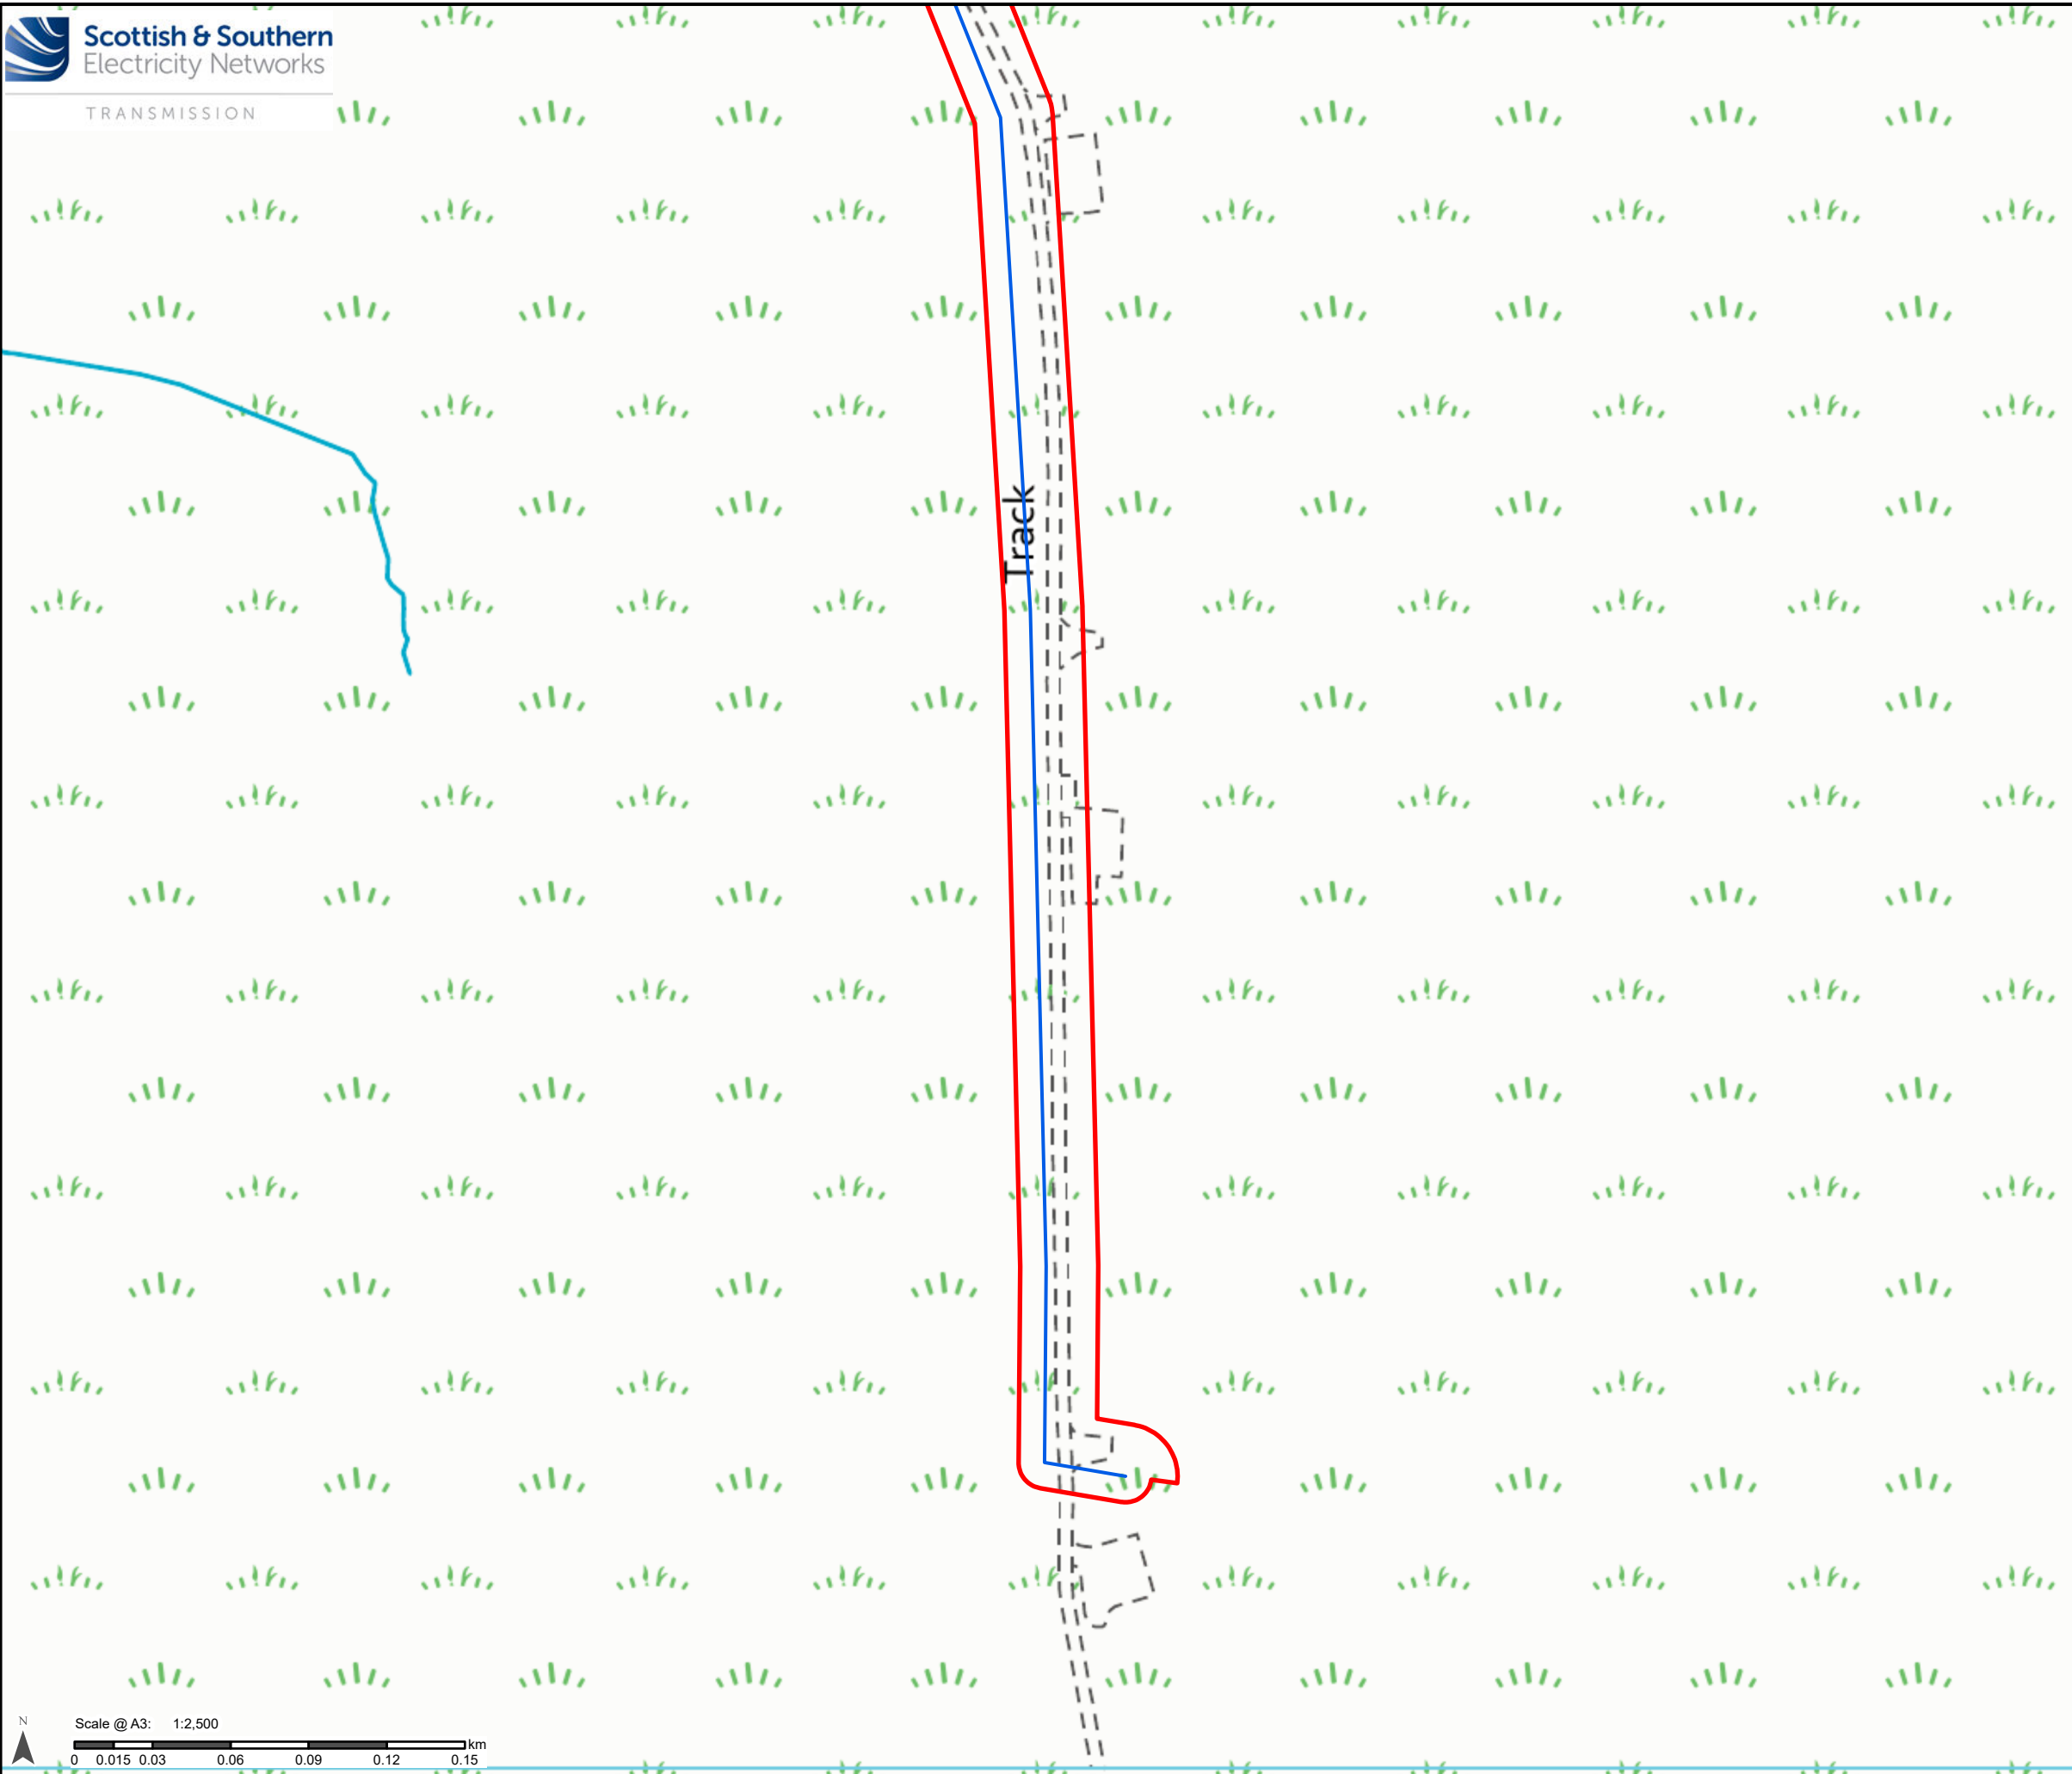 Scottish & Southern
Electricity Networks
TRANSMISSION
Track
N
Scale @ A3: 1:2,500
km
0 0.015 0.03 0.06 0.09 0.12 0.15